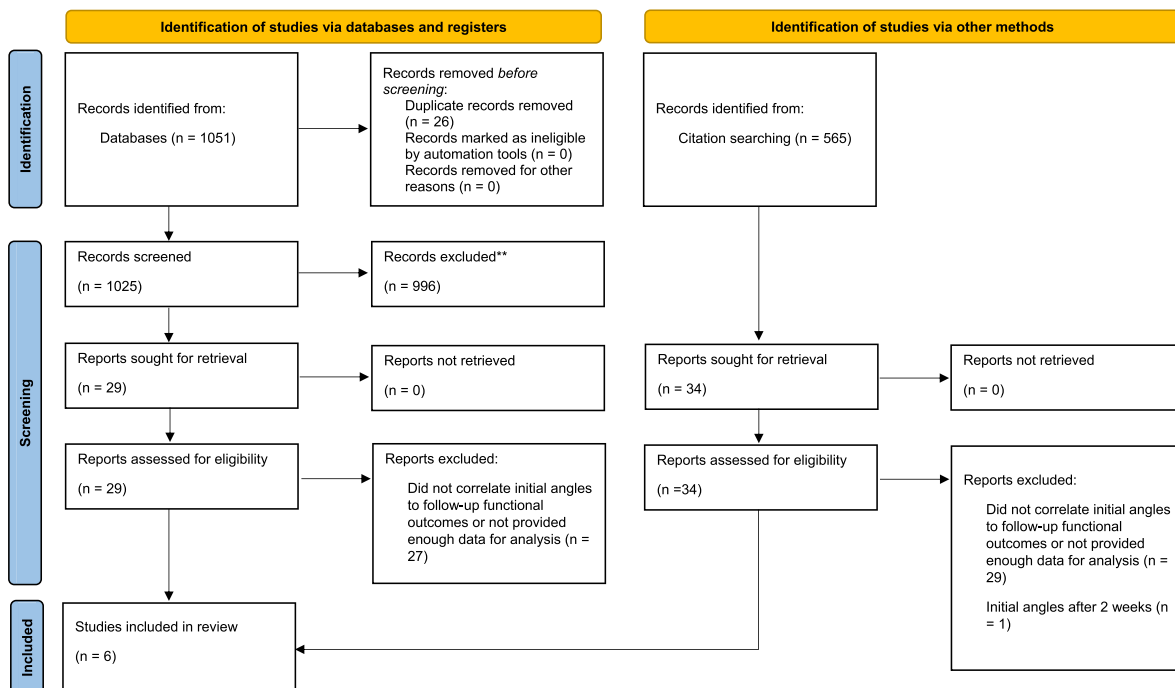 Identification of studies via databases and registers
Identification of studies via other methods
Identification
Records identified from:
Databases (n = 1051)
Records removed before
screening:
Duplicate records removed
(n = 26)
Records marked as ineligible
by automation tools (n = 0)
Records removed for other
reasons (n = 0)
Records identified from:
Citation searching (n = 565)
Screening
Records screened
(n = 1025)
Records excluded**
(n = 996)
Reports sought for retrieval
(n = 29)
Reports not retrieved
(n = 0)
Reports sought for retrieval
(n = 34)
Reports not retrieved
(n = 0)
Reports assessed for eligibility
(n = 29)
Reports excluded:
Did not correlate initial angles
to follow-up functional
outcomes or not provided
enough data for analysis (n =
27)
Reports assessed for eligibility
(n =34)
Reports excluded:
Did not correlate initial angles
to follow-up functional
outcomes or not provided
enough data for analysis (n =
29)
Initial angles after 2 weeks (n
= 1)
Included
Studies included in review
(n = 6)